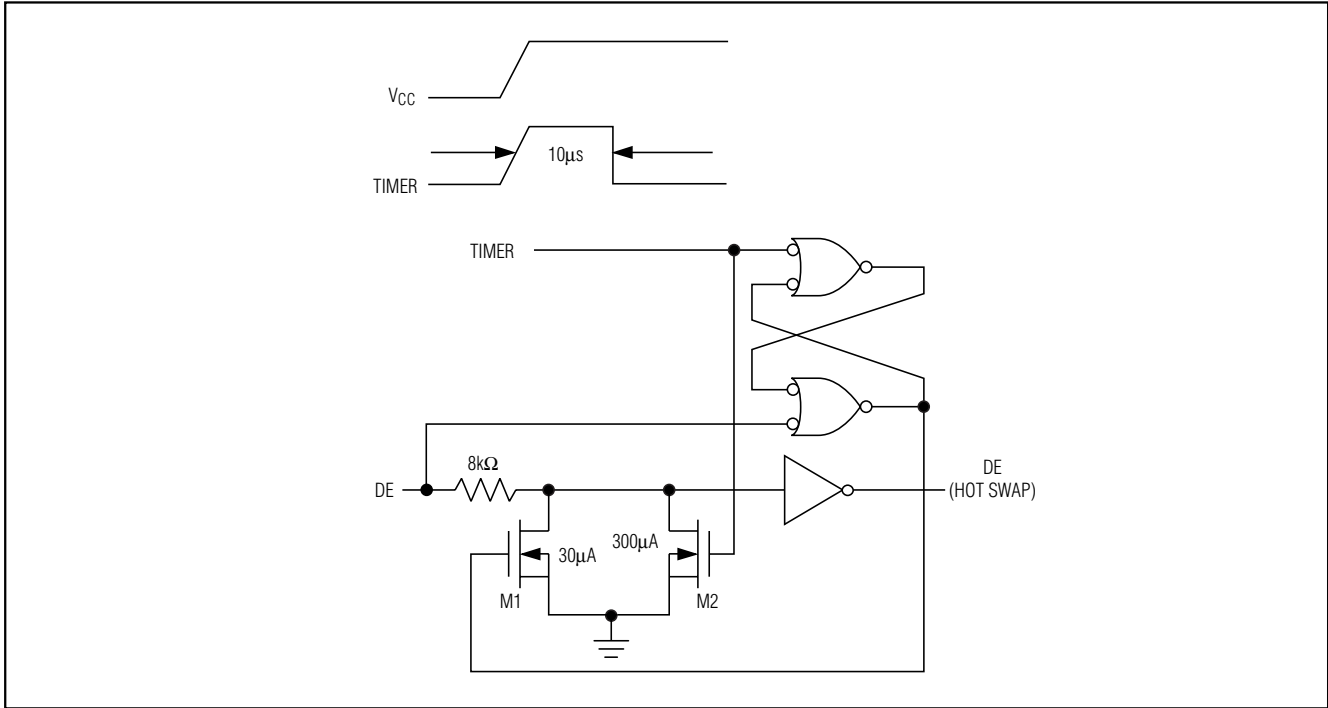 VCC
10μs
TIMER
TIMER
8kΩ
DE
DE
(HOT SWAP)
30μA
300μA
M1
M2